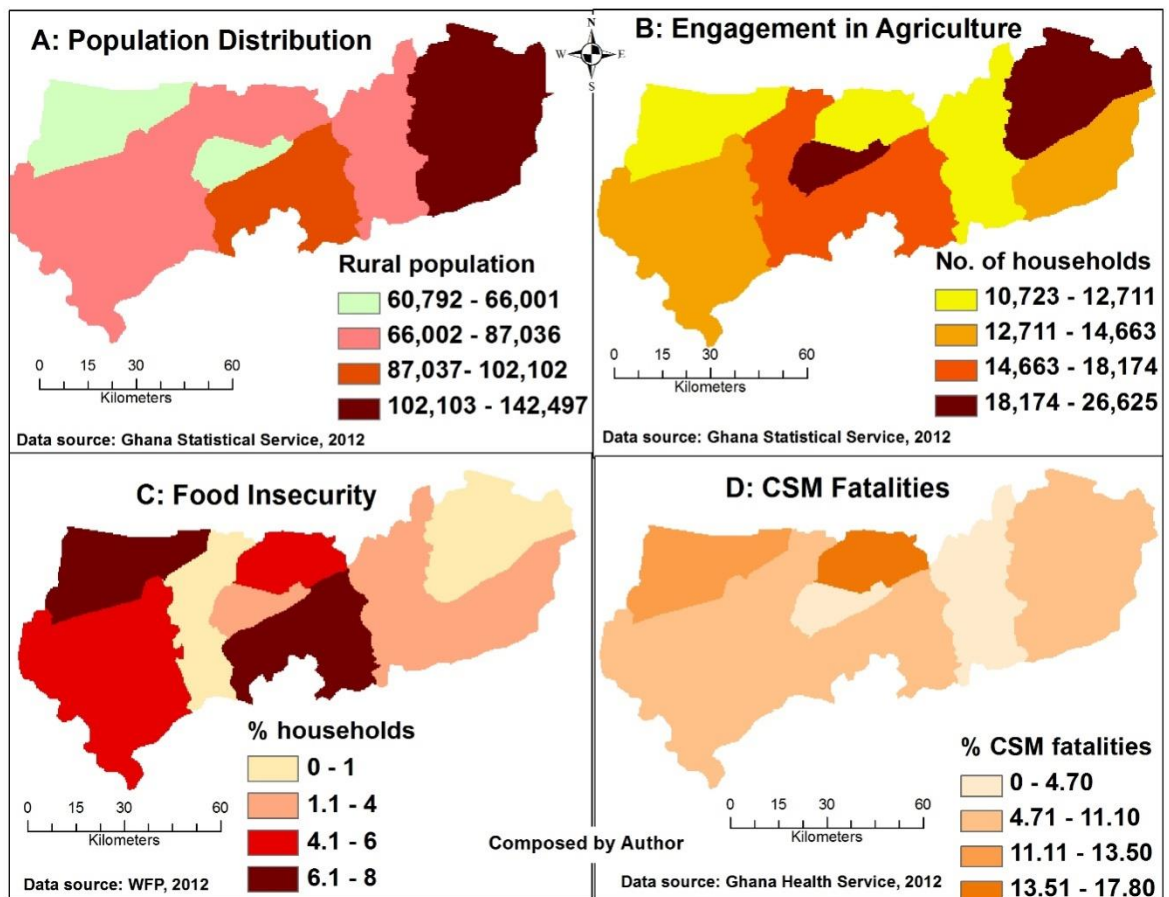 A: Population Distribution
N
W E
S
Rural population
60,792 - 66,001
66,002 - 87,036
87,037- 102,102
102,103 - 142,497
0 15 30 60
Kilometers
Data source: Ghana Statistical Service, 2012
B: Engagement in Agriculture
No. of households
10,723 - 12,711
12,711 - 14,663
14,663 - 18,174
18,174 - 26,625
0 15 30 60
Kilometers
Data source: Ghana Statistical Service, 2012
C: Food Insecurity
% households
0 - 1
1.1 - 4
4.1 - 6
6.1 - 8
0 15 30 60
Kilometers
Data source: WFP, 2012
Composed by Author
D: CSM Fatalities
% CSM fatalities
0 - 4.70
4.71 - 11.10
11.11 - 13.50
13.51 - 17.80
0 15 30 60
Kilometers
Data source: Ghana Health Service, 2012